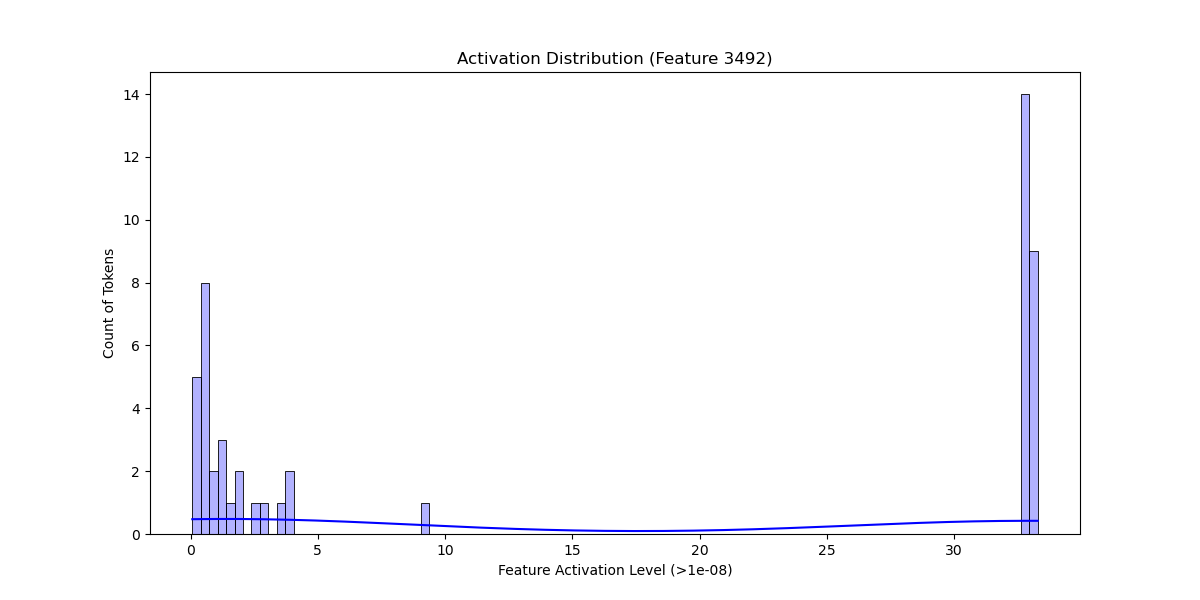 Activation Distribution (Feature 3492)
14
12
10
8
6
4
2
0
Count of Tokens
0 5 10 15 20 25 30
Feature Activation Level (>1e-08)